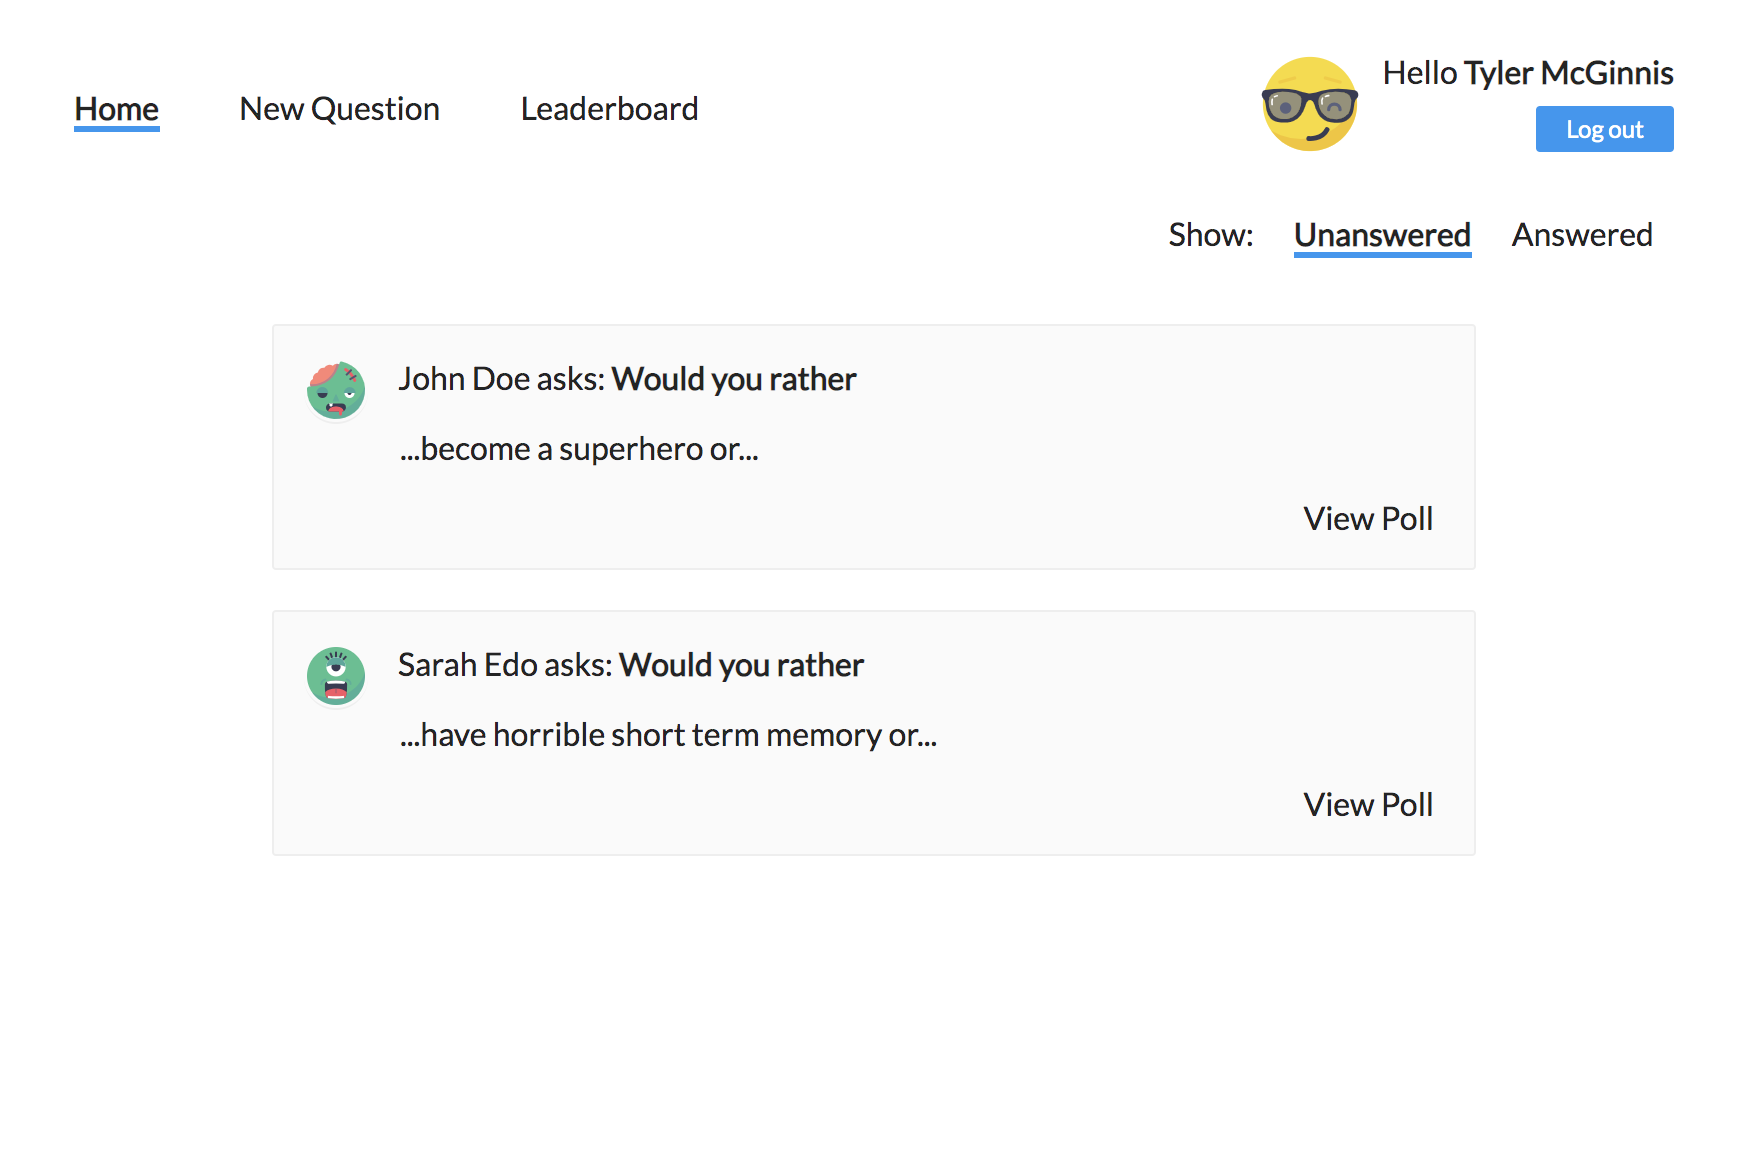 Home New Question Leaderboard
Hello Tyler McGinnis
Log out
Show: Unanswered Answered
John Doe asks: Would you rather
...become a superhero or...
View Poll
Sarah Edo asks: Would you rather
...have horrible short term memory or...
View Poll